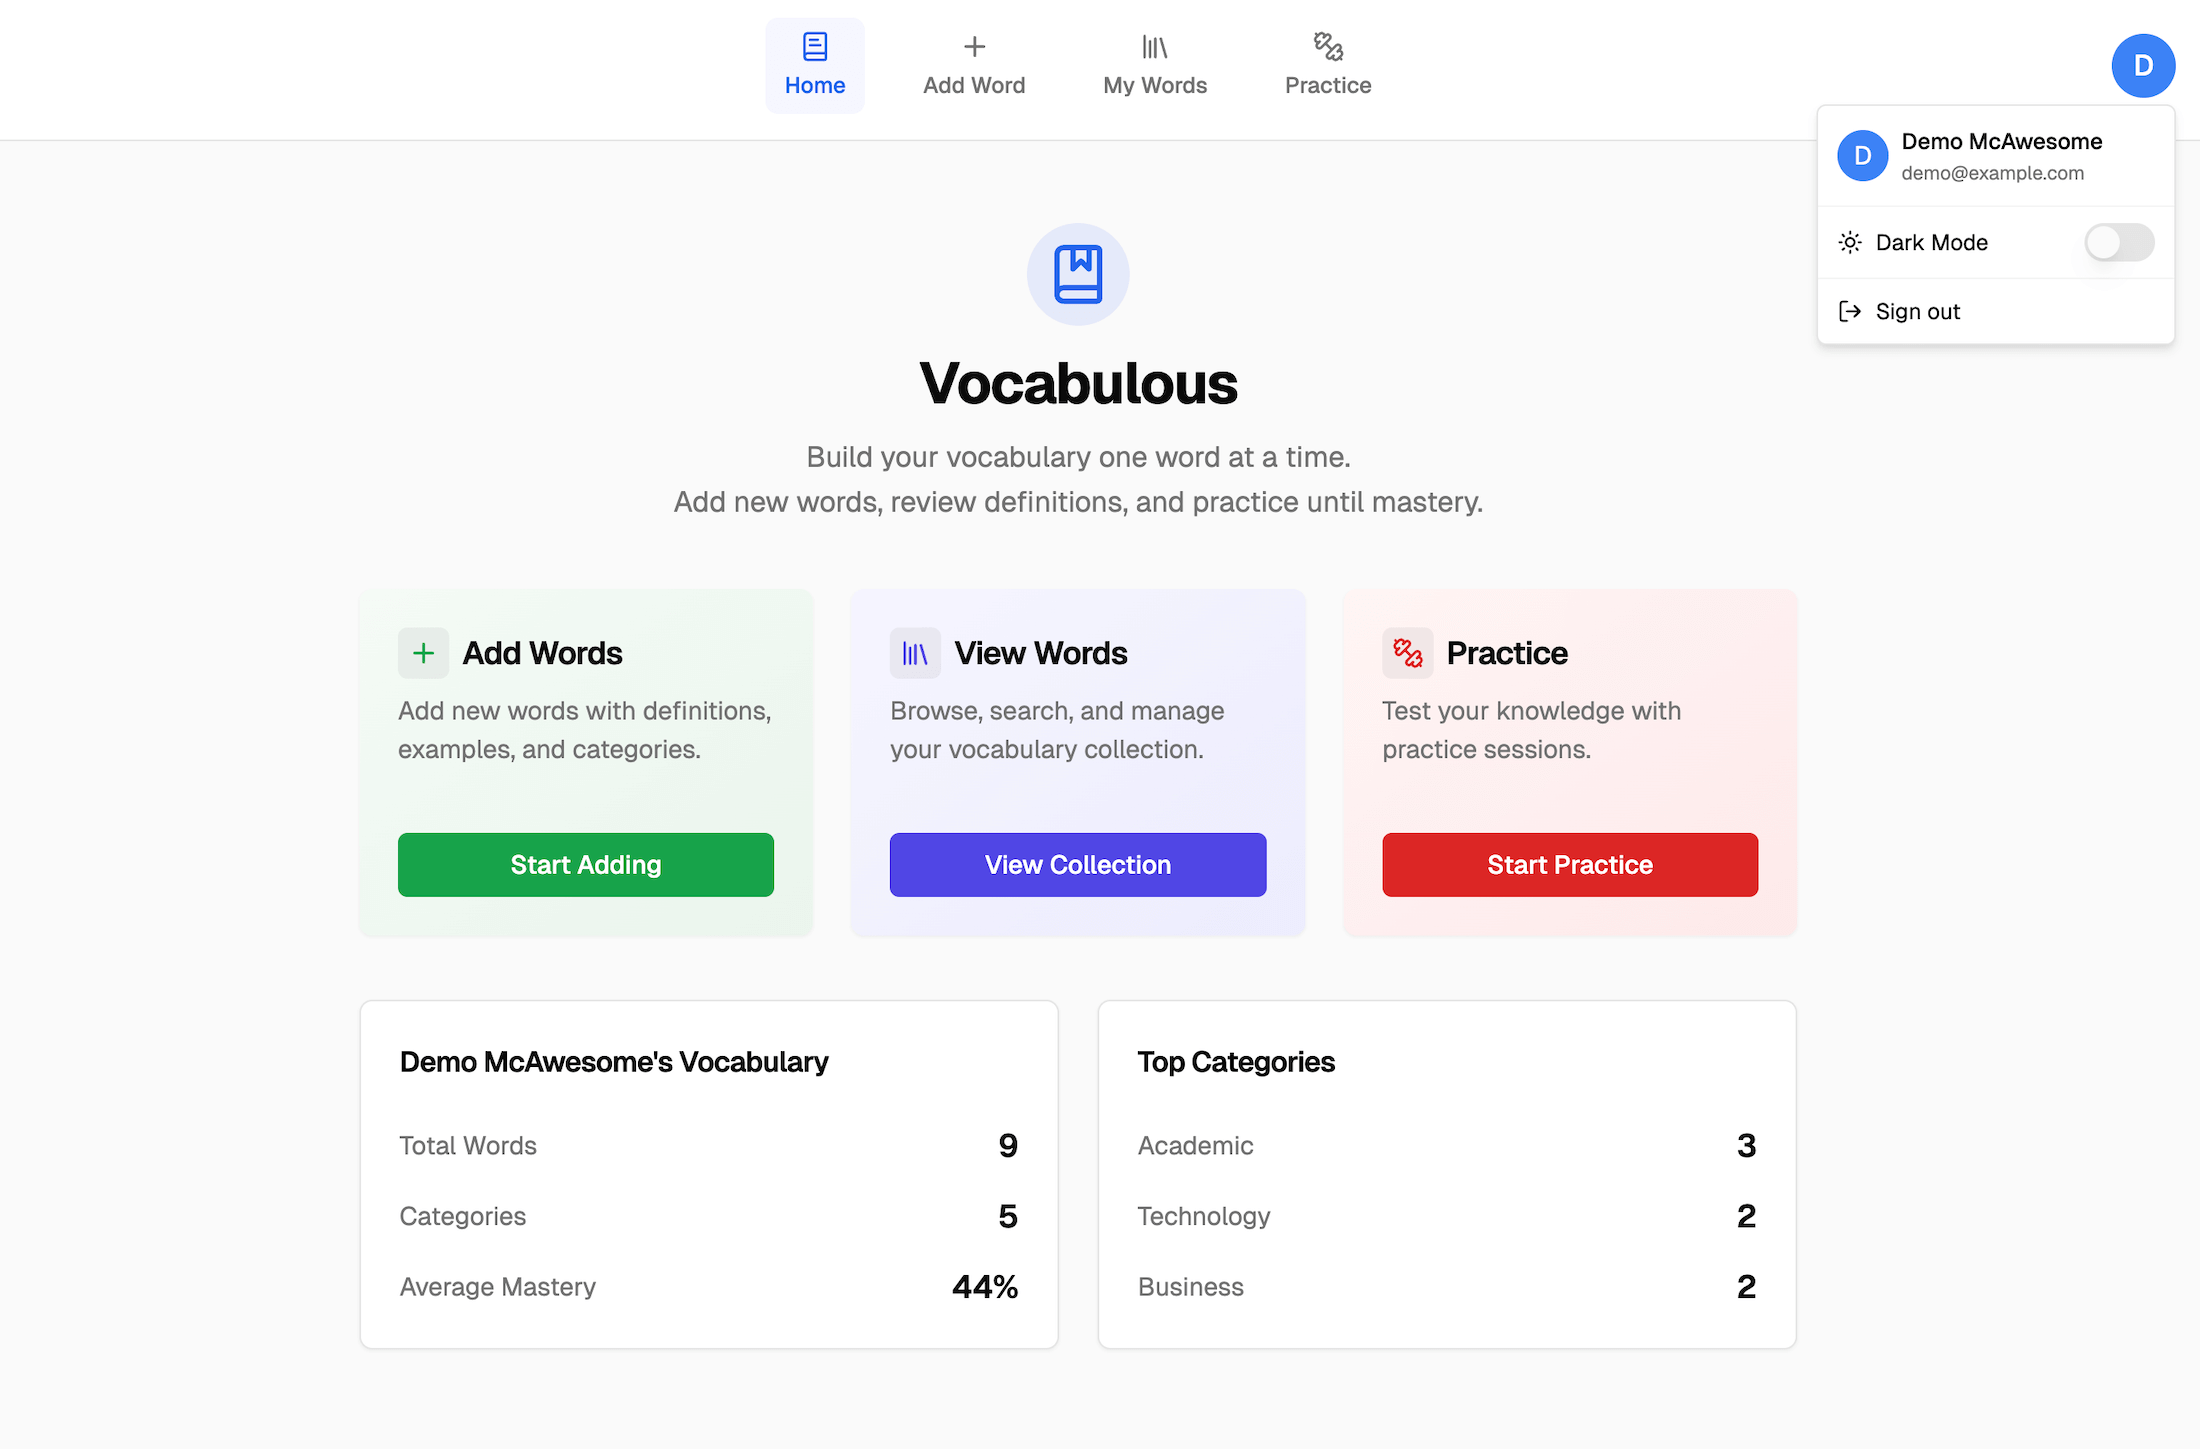 Home
Add Word
My Words
Practice
D
D
Demo McAwesome
demo@example.com
Dark Mode
Sign out
Vocabulous
Build your vocabulary one word at a time.
Add new words, review definitions, and practice until mastery.
Add Words
Add new words with definitions,
examples, and categories.
Start Adding
View Words
Browse, search, and manage
your vocabulary collection.
View Collection
Practice
Test your knowledge with
practice sessions.
Start Practice
Demo McAwesome's Vocabulary
Total Words 9
Categories 5
Average Mastery 44%
Top Categories
Academic 3
Technology 2
Business 2